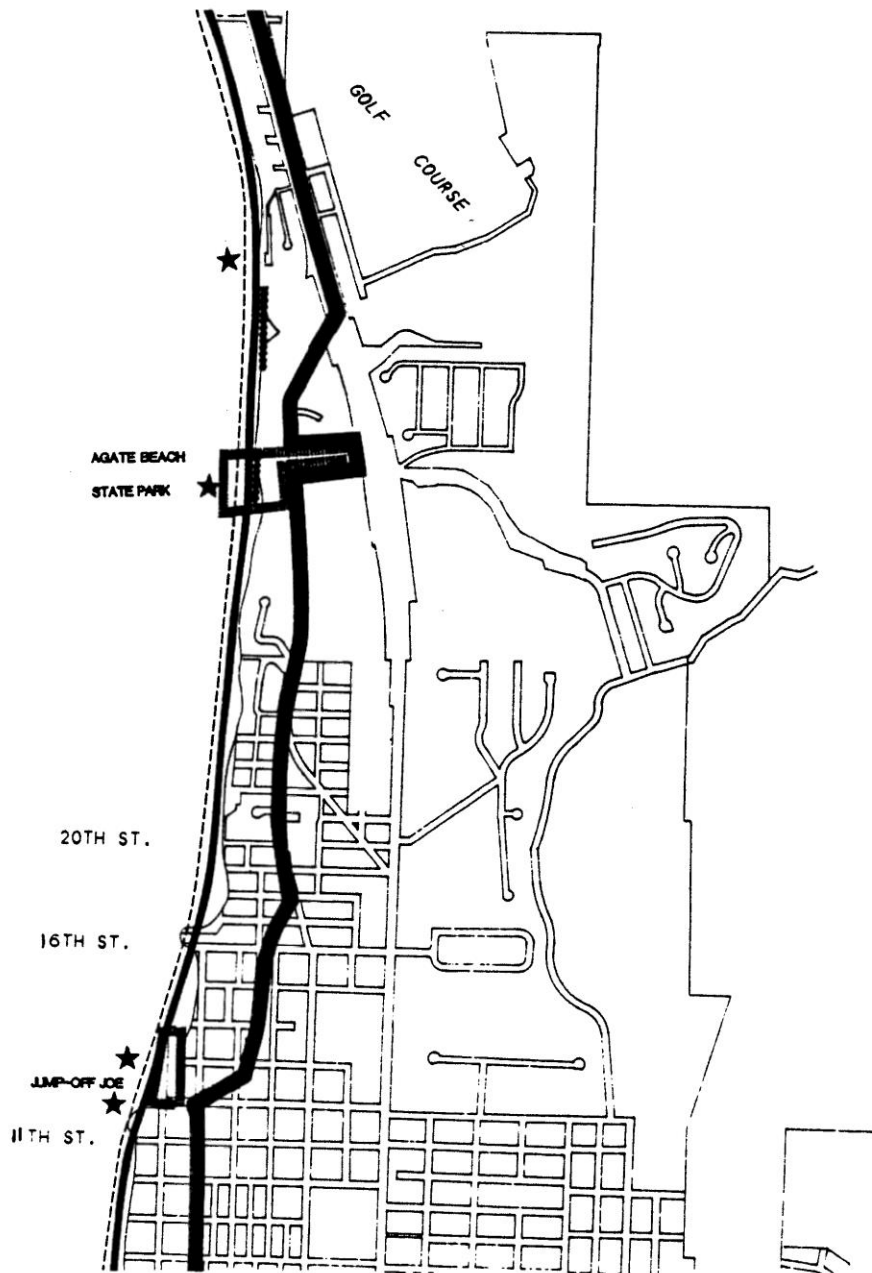 GOLF
COURSE
AGATE BEACH
STATE PARK
20TH ST.
16TH ST.
JUMP-OFF JOE
11TH ST.